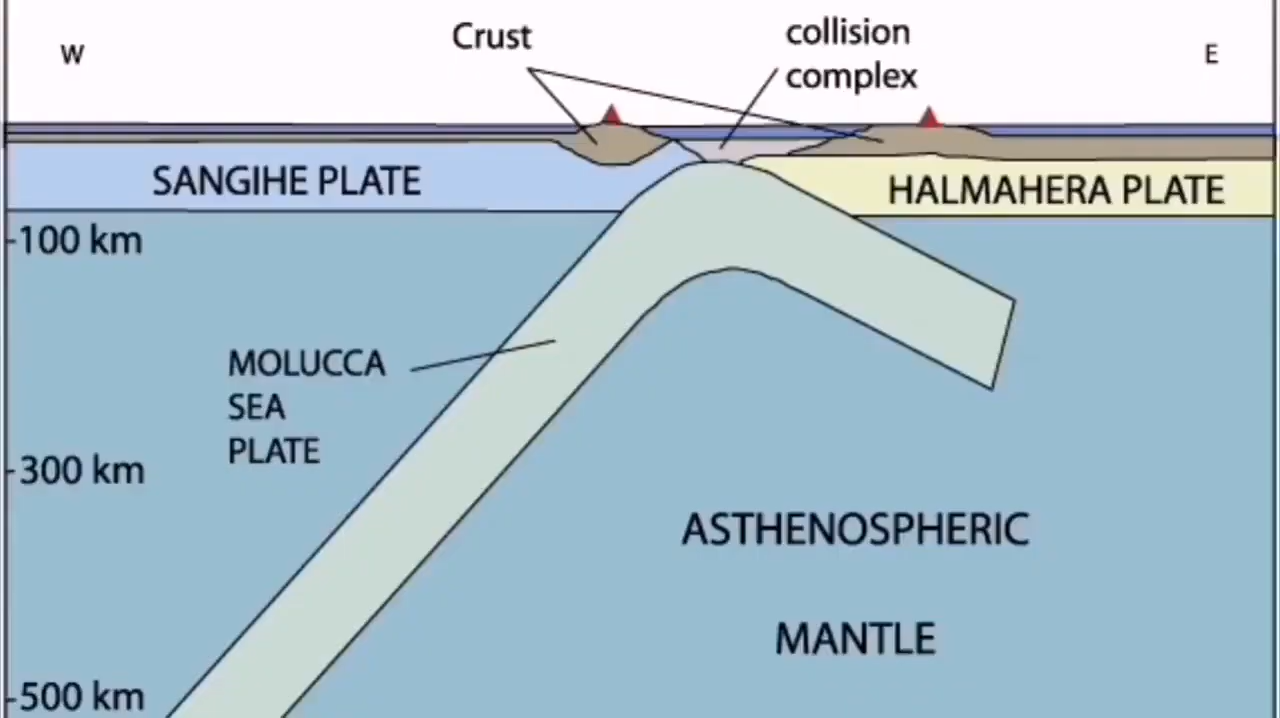 W
Crust
collision
complex
E
SANGIHE PLATE
HALMAHERA PLATE
-100 km
MOLUCCA
SEA
PLATE
-300 km
ASTHENOSPHERIC
MANTLE
-500 km